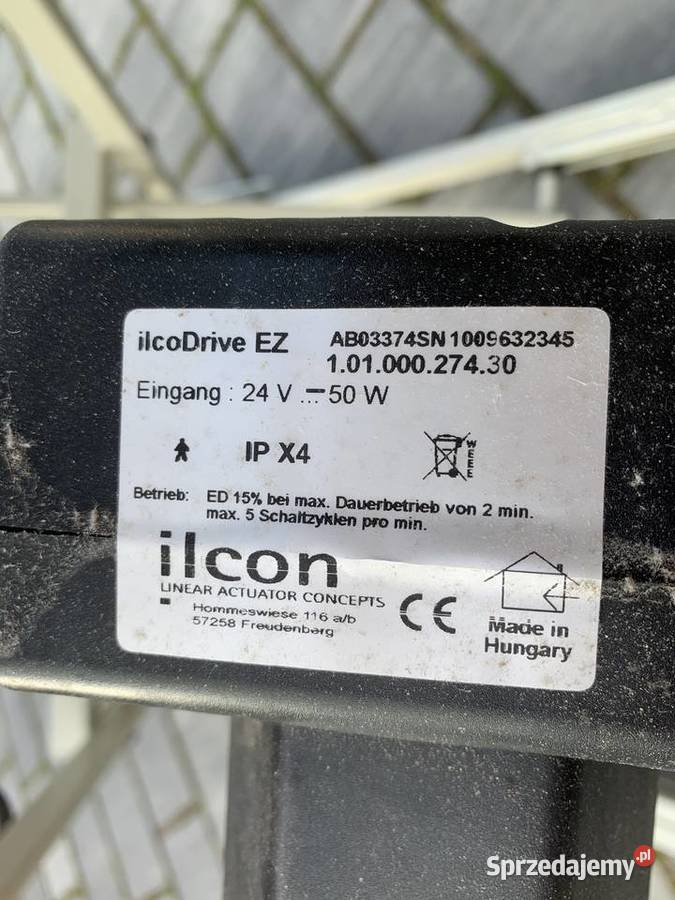 ilcoDrive EZ AB03374SN1009632345
1.01.000.274.30
Eingang : 24 V ⎓ 50 W
IP X4
WEEE
Betrieb: ED 15% bei max. Dauerbetrieb von 2 min.
max. 5 Schaltzyklen pro min.
ilcon
LINEAR ACTUATOR CONCEPTS
Hommeswiese 116 a/b
57258 Freudenberg
CE
Made in
Hungary
Sprzedajemy.pl